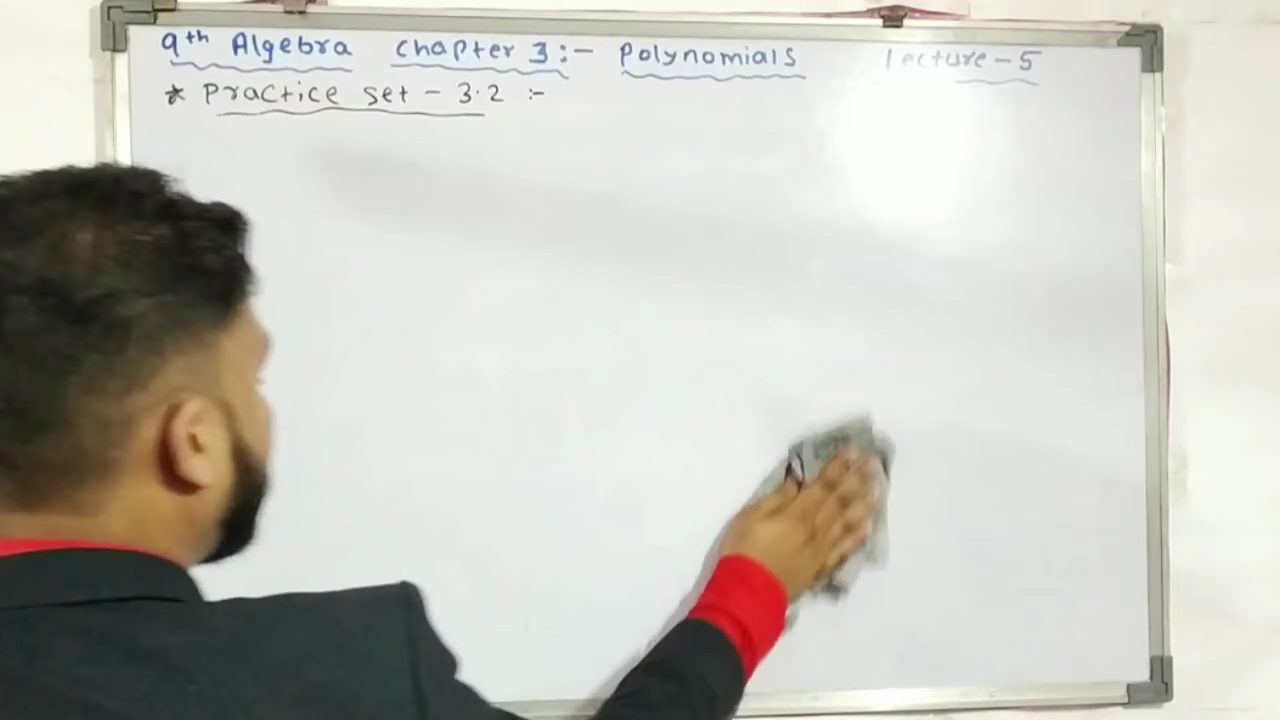 9th Algebra chapter 3:- Polynomials lecture - 5
* Practice set - 3.2 :-